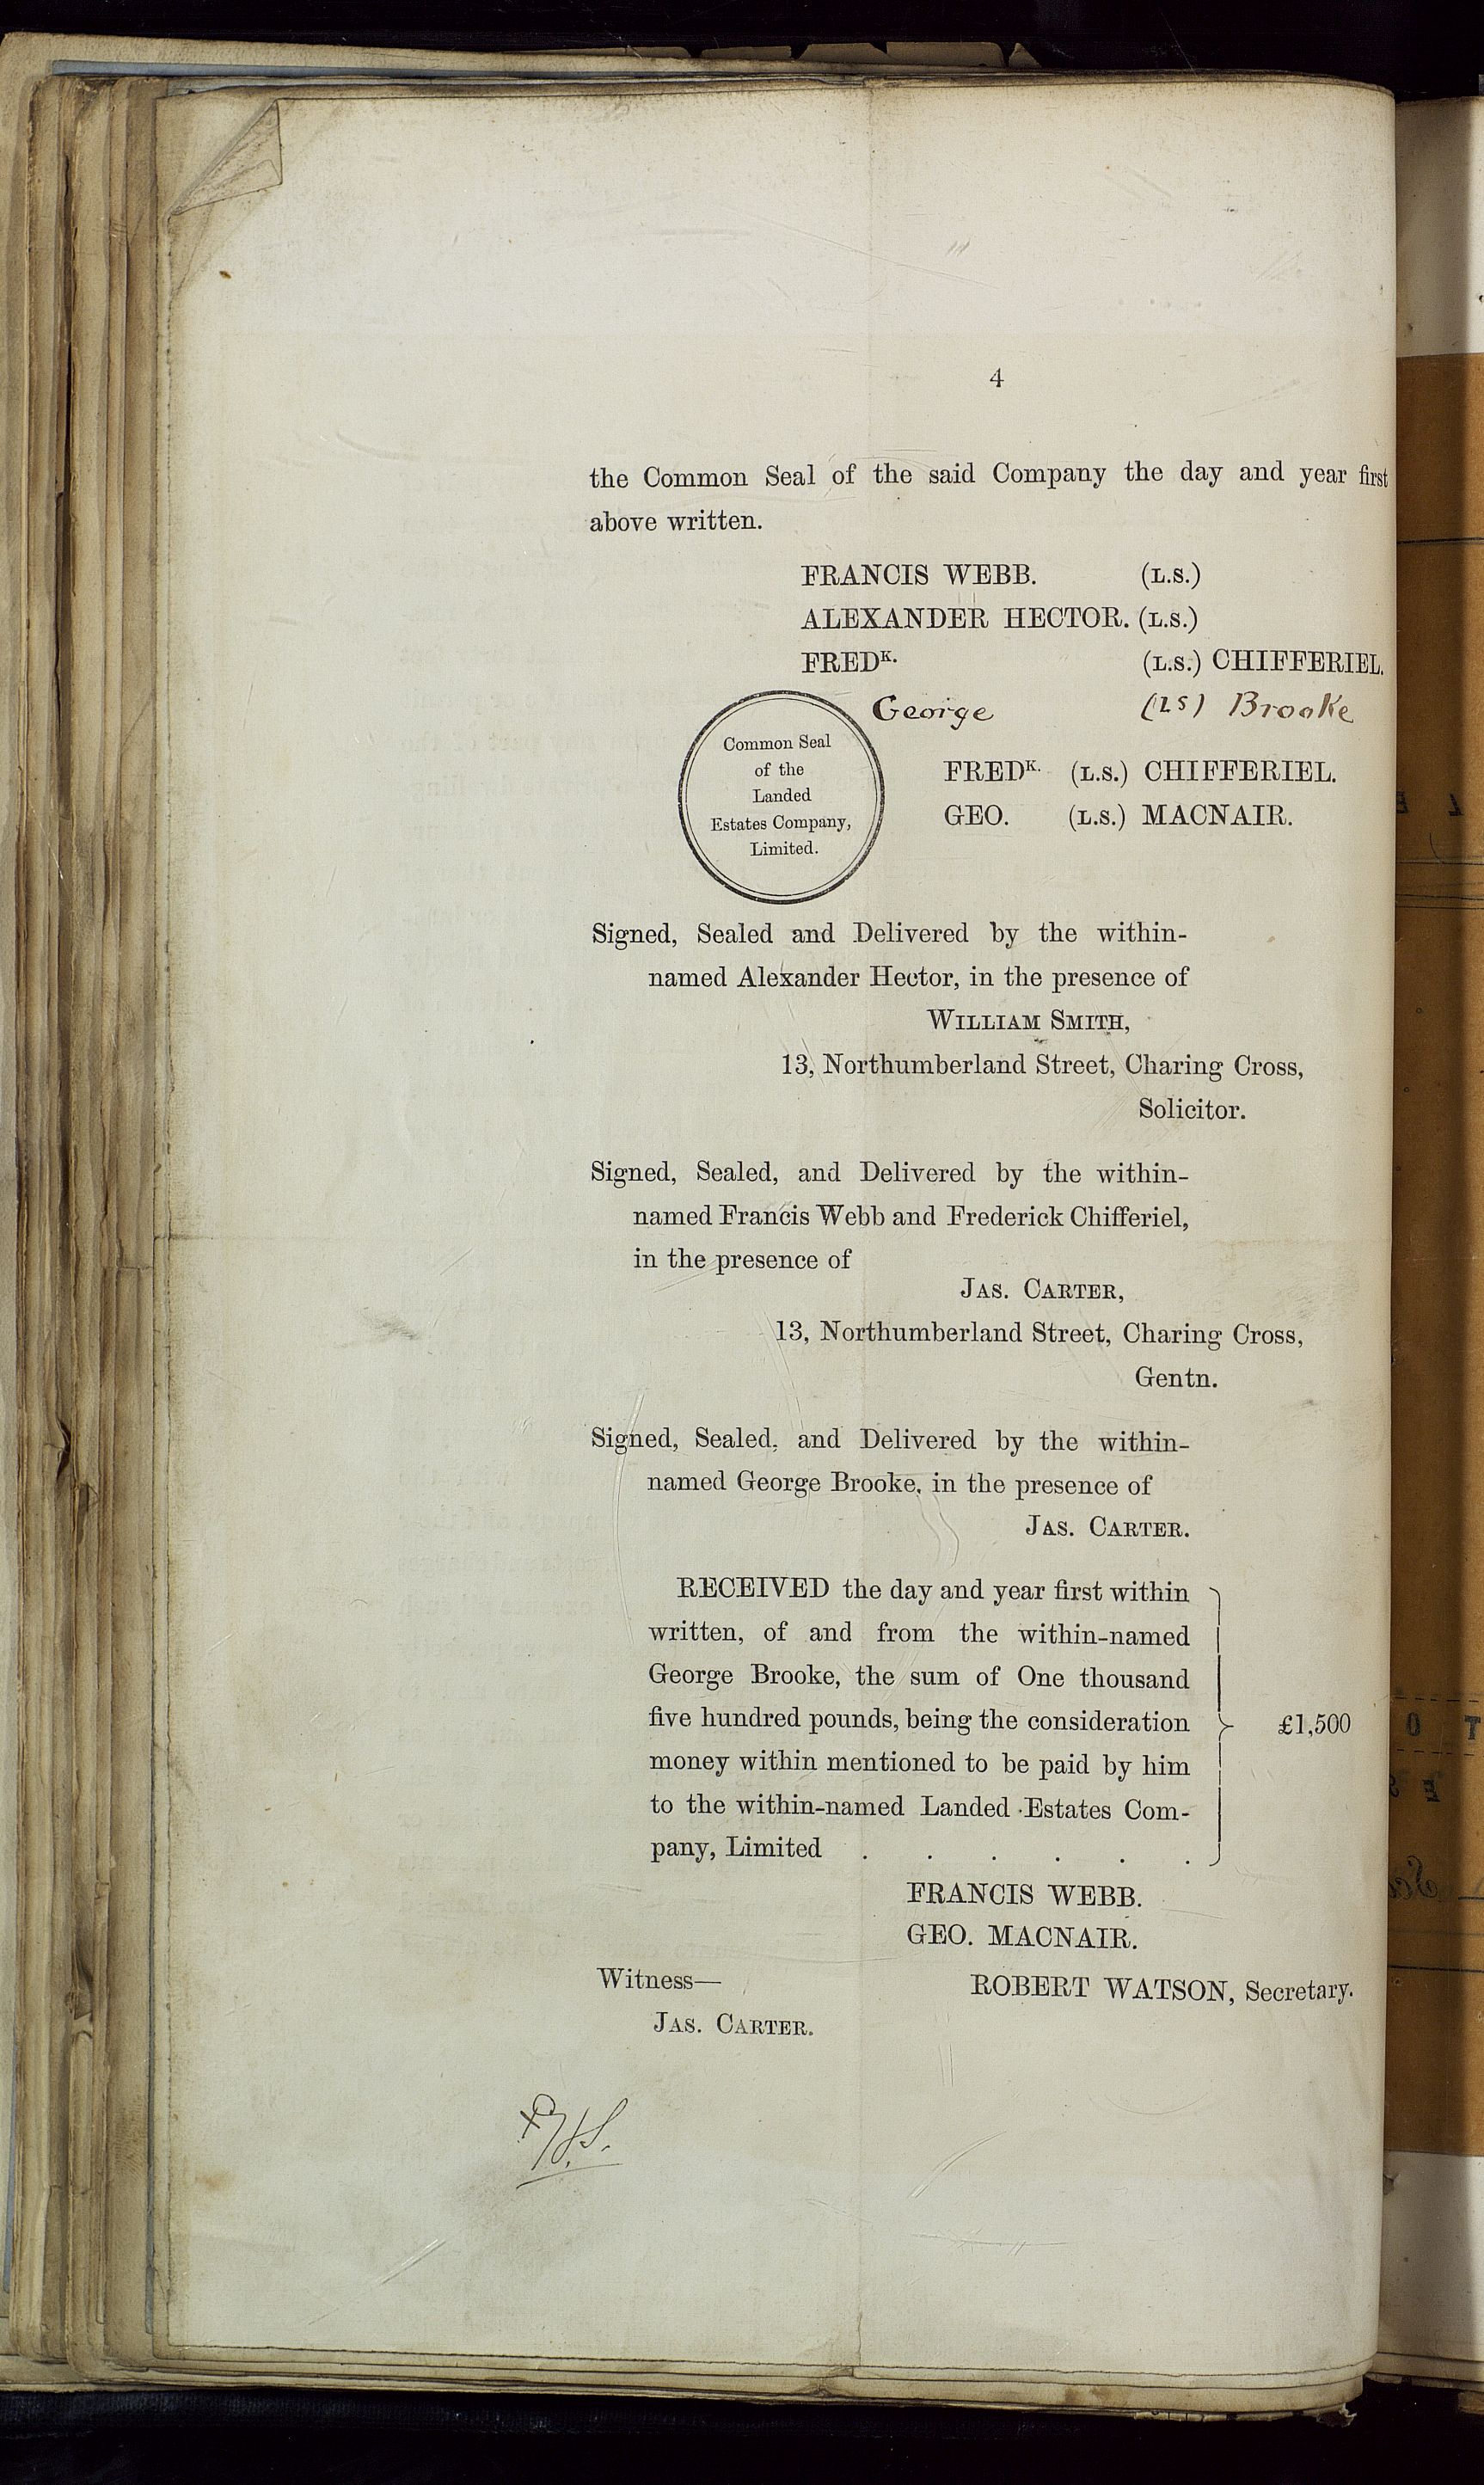 4
the Common Seal of the said Company the day and year first
above written.
FRANCIS WEBB. (L.S.)
ALEXANDER HECTOR. (L.S.)
FREDK. (L.S.) CHIFFERIEL.
George (LS) Brooke
Common Seal
of the
Landed
Estates Company,
Limited.
FREDK. (L.S.) CHIFFERIEL.
GEO. (L.S.) MACNAIR.
Signed, Sealed and Delivered by the within-
named Alexander Hector, in the presence of
WILLIAM SMITH,
13, Northumberland Street, Charing Cross,
Solicitor.
Signed, Sealed, and Delivered by the within-
named Francis Webb and Frederick Chifferiel,
in the presence of
JAS. CARTER,
13, Northumberland Street, Charing Cross,
Gentn.
Signed, Sealed, and Delivered by the within-
named George Brooke, in the presence of
JAS. CARTER.
RECEIVED the day and year first within
written, of and from the within-named
George Brooke, the sum of One thousand
five hundred pounds, being the consideration
money within mentioned to be paid by him
to the within-named Landed Estates Com-
pany, Limited . . . . . .
£1,500
FRANCIS WEBB.
GEO. MACNAIR.
ROBERT WATSON, Secretary.
Witness—
JAS. CARTER.